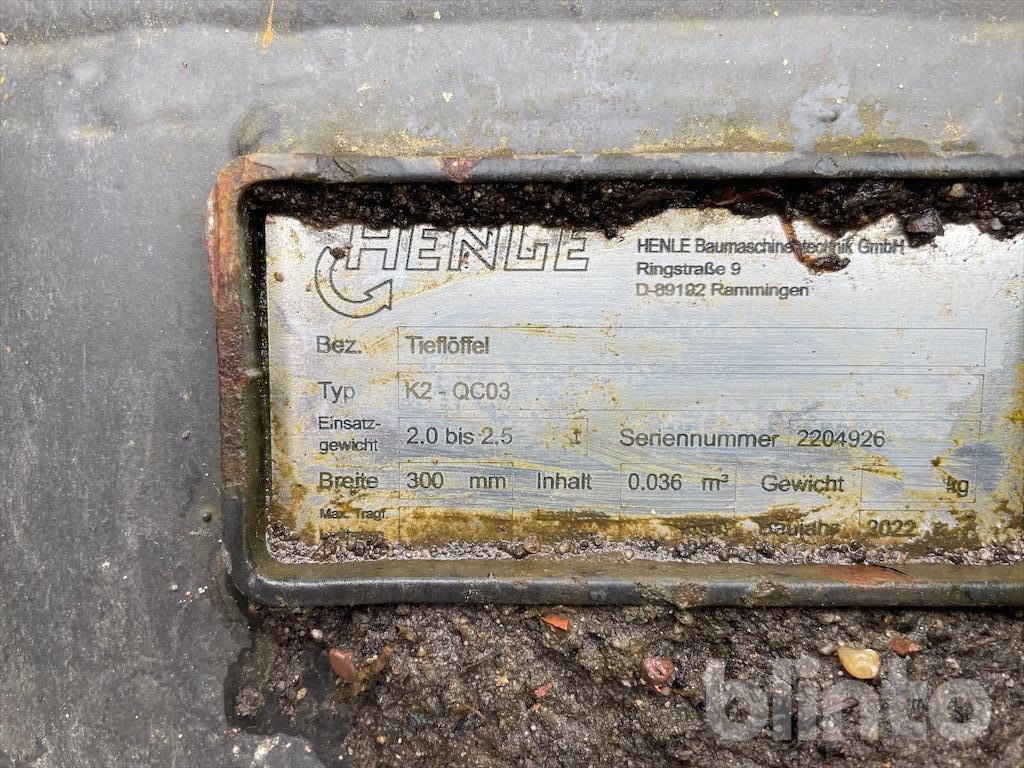 HENLE
HENLE Baumaschinentechnik GmbH
Ringstraße 9
D-89192 Rammingen
Bez. Tieflöffel
Typ K2 - QC03
Einsatz-
gewicht 2,0 bis 2,5 t Seriennummer 2204926
Breite 300 mm Inhalt 0.036 m³ Gewicht kg
Max. Tragf.
Baujahr 2022
blinto